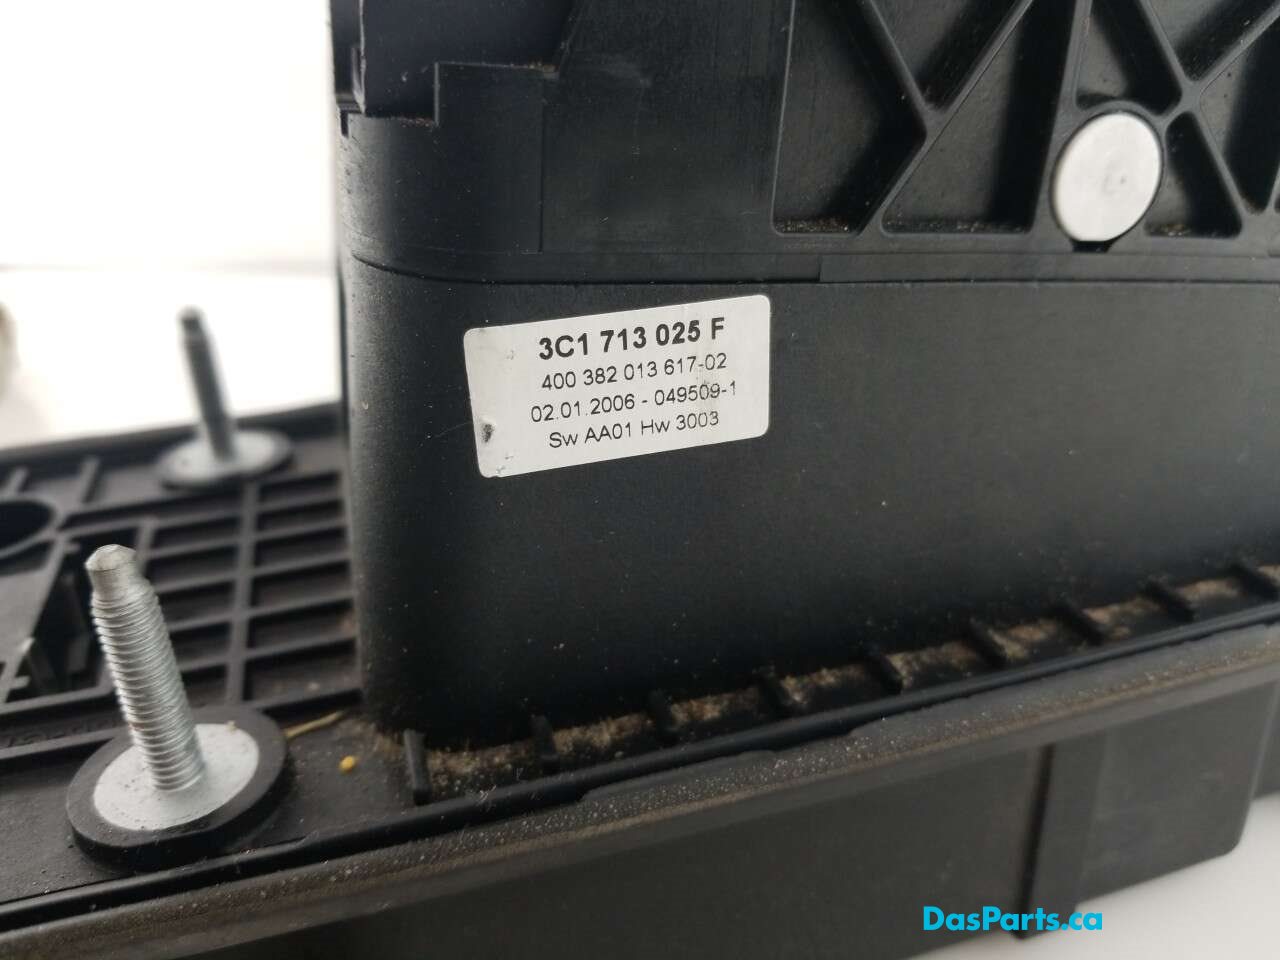 3C1 713 025 F
400 382 013 617-02
02.01.2006 - 049509-1
Sw AA01 Hw 3003
DasParts.ca